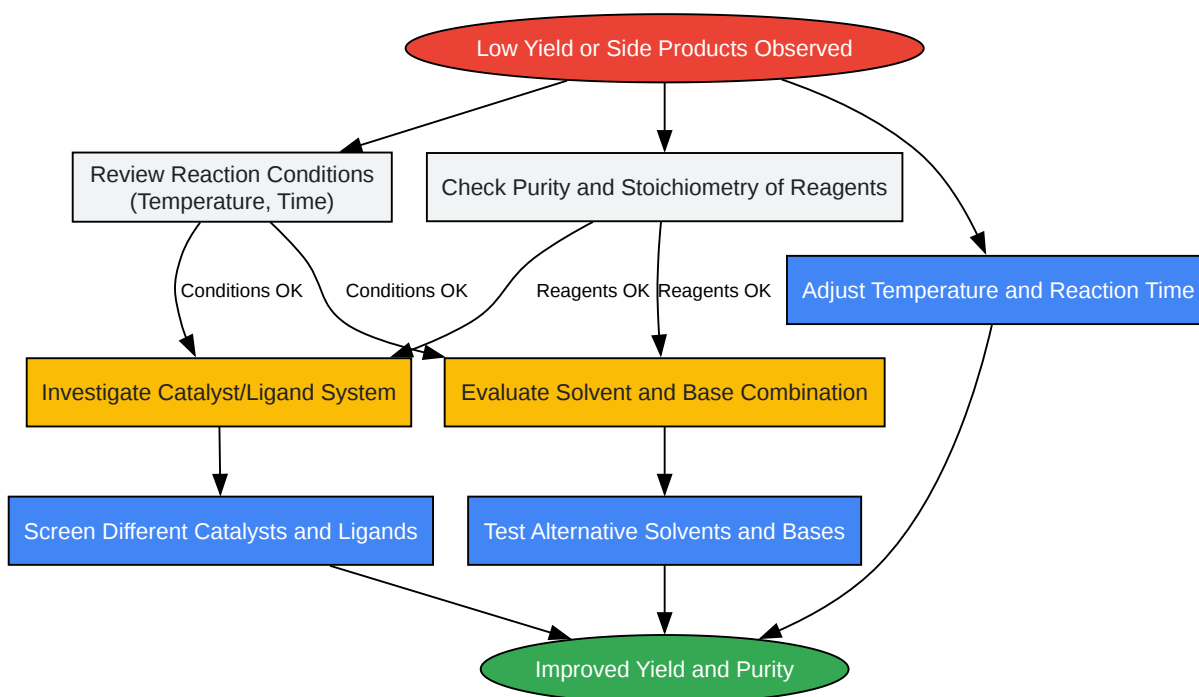 Low Yield or Side Products Observed
Review Reaction Conditions
(Temperature, Time)
Check Purity and Stoichiometry of Reagents
Adjust Temperature and Reaction Time
Conditions OK
Conditions OK
Reagents OK
Reagents OK
Investigate Catalyst/Ligand System
Evaluate Solvent and Base Combination
Screen Different Catalysts and Ligands
Test Alternative Solvents and Bases
Improved Yield and Purity